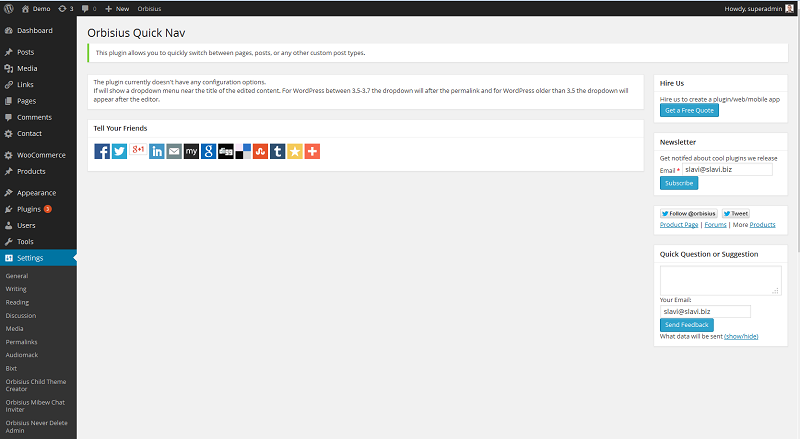 Demo 3 0 + New Orbisius Howdy, superadmin
Dashboard
Posts
Media
Links
Pages
Comments
Contact
WooCommerce
Products
Appearance
Plugins 3
Users
Tools
Settings
General
Writing
Reading
Discussion
Media
Permalinks
Audiomack
Bixt
Orbisius Child Theme
Creator
Orbisius Mibew Chat
Inviter
Orbisius Never Delete
Admin
Orbisius Quick Nav
This plugin allows you to quickly switch between pages, posts, or any other custom post types.
The plugin currently doesn't have any configuration options.
If will show a dropdown menu near the title of the edited content. For WordPress between 3.5-3.7 the dropdown will after the permalink and for WordPress older than 3.5 the dropdown will
appear after the editor.
Tell Your Friends
f g+1 in my g digg t
Hire Us
Hire us to create a plugin/web/mobile app
Get a Free Quote
Newsletter
Get notifed about cool plugins we release
Email * slavi@slavi.biz
Subscribe
Follow @orbisius Tweet
Product Page | Forums | More Products
Quick Question or Suggestion
Your Email:
slavi@slavi.biz
Send Feedback
What data will be sent (show/hide)